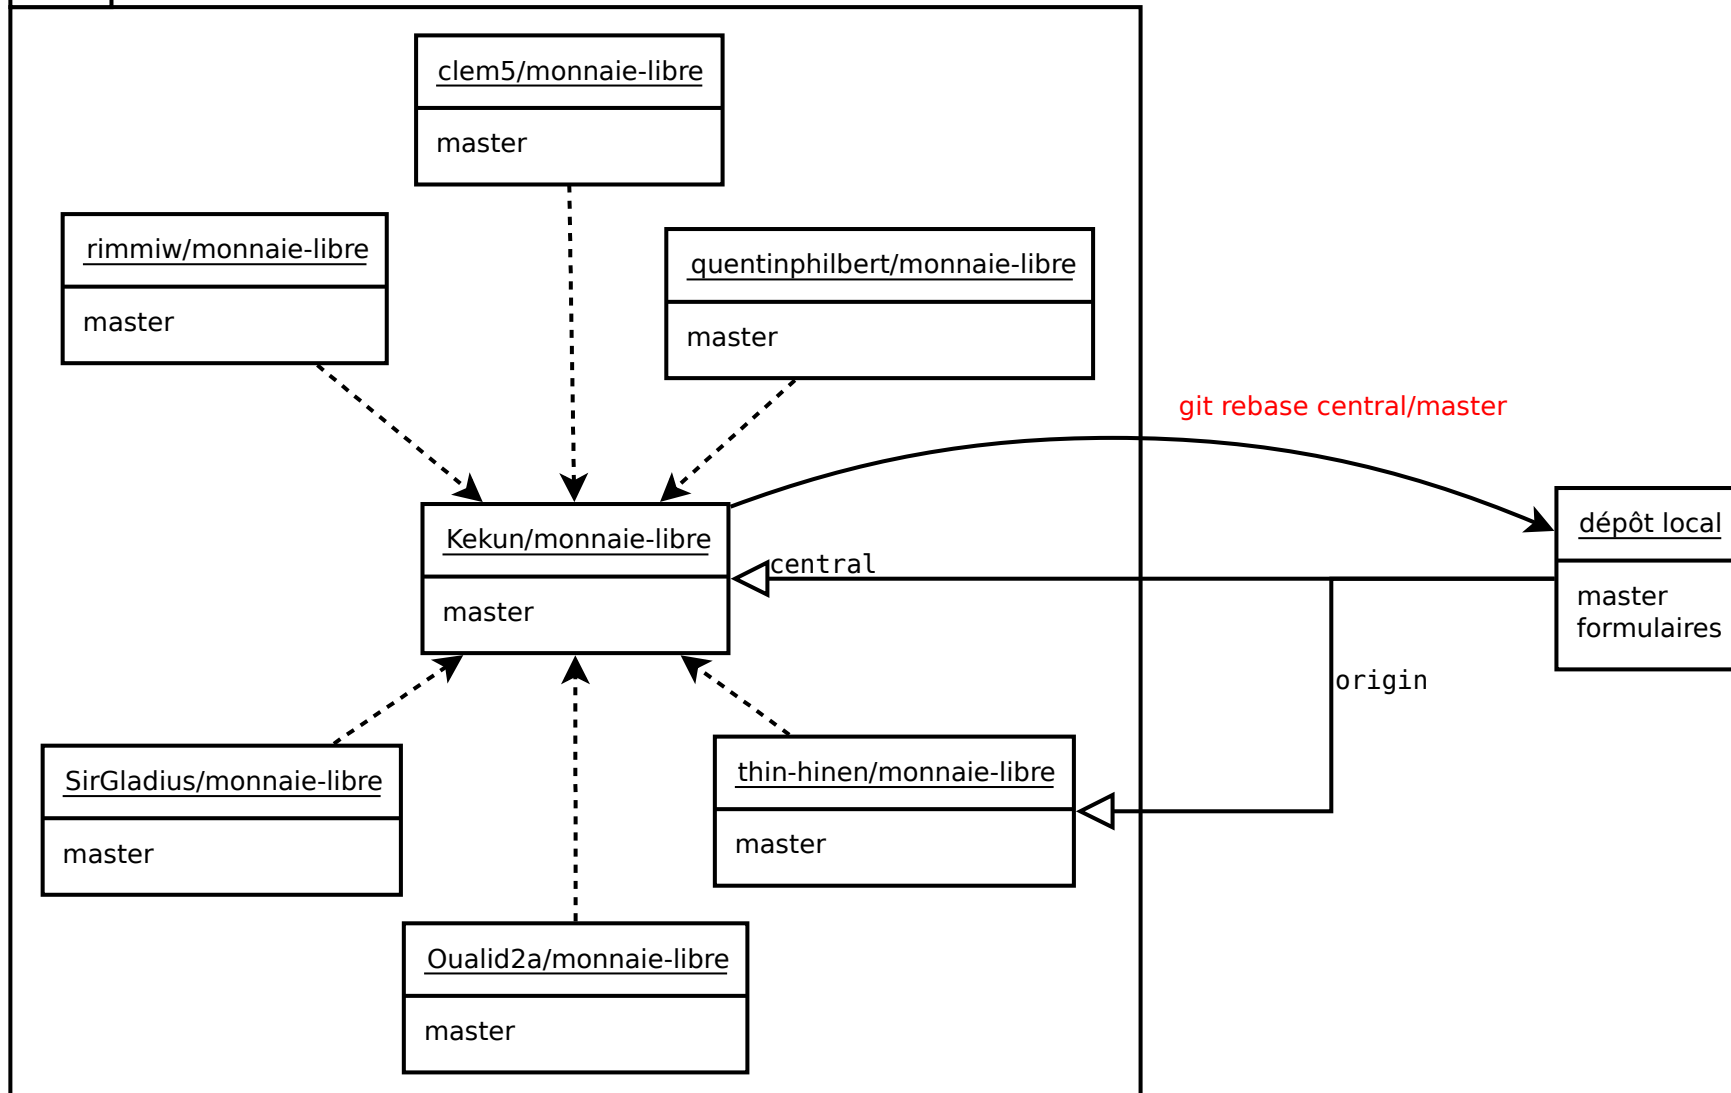 clem5/monnaie-libre
master
rimmiw/monnaie-libre
master
quentinphilbert/monnaie-libre
master
git rebase central/master
Kekun/monnaie-libre
master
central
dépôt local
master
formulaires
origin
SirGladius/monnaie-libre
master
thin-hinen/monnaie-libre
master
Oualid2a/monnaie-libre
master